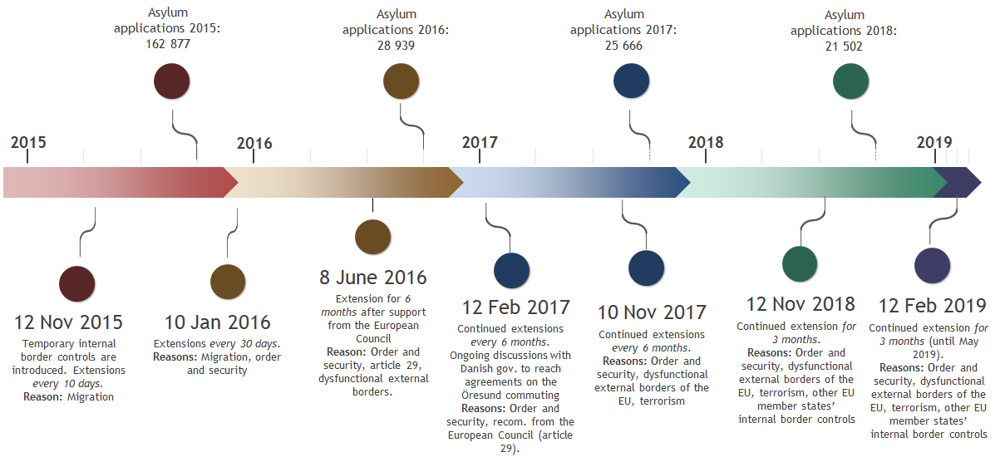 Asylum
applications 2015:
162 877
Asylum
applications 2016:
28 939
Asylum
applications 2017:
25 666
Asylum
applications 2018:
21 502
2015
2016
2017
2018
2019
12 Nov 2015
Temporary internal
border controls are
introduced. Extensions
every 10 days.
Reason: Migration
10 Jan 2016
Extensions every 30 days.
Reasons: Migration, order
and security
8 June 2016
Extension for 6
months after support
from the European
Council
Reason: Order and
security, article 29,
dysfunctional external
borders.
12 Feb 2017
Continued extensions
every 6 months.
Ongoing discussions with
Danish gov. to reach
agreements on the
Öresund commuting
Reasons: Order and
security, recom. from the
European Council (article
29).
10 Nov 2017
Continued extensions
every 6 months.
Reasons: Order and
security, dysfunctional
external borders of the
EU, terrorism
12 Nov 2018
Continued extension for
3 months.
Reasons: Order and
security, dysfunctional
external borders of the
EU, terrorism, other EU
member states’
internal border controls
12 Feb 2019
Continued extension for
3 months (until May
2019).
Reasons: Order and
security, dysfunctional
external borders of the
EU, terrorism, other EU
member states’
internal border controls